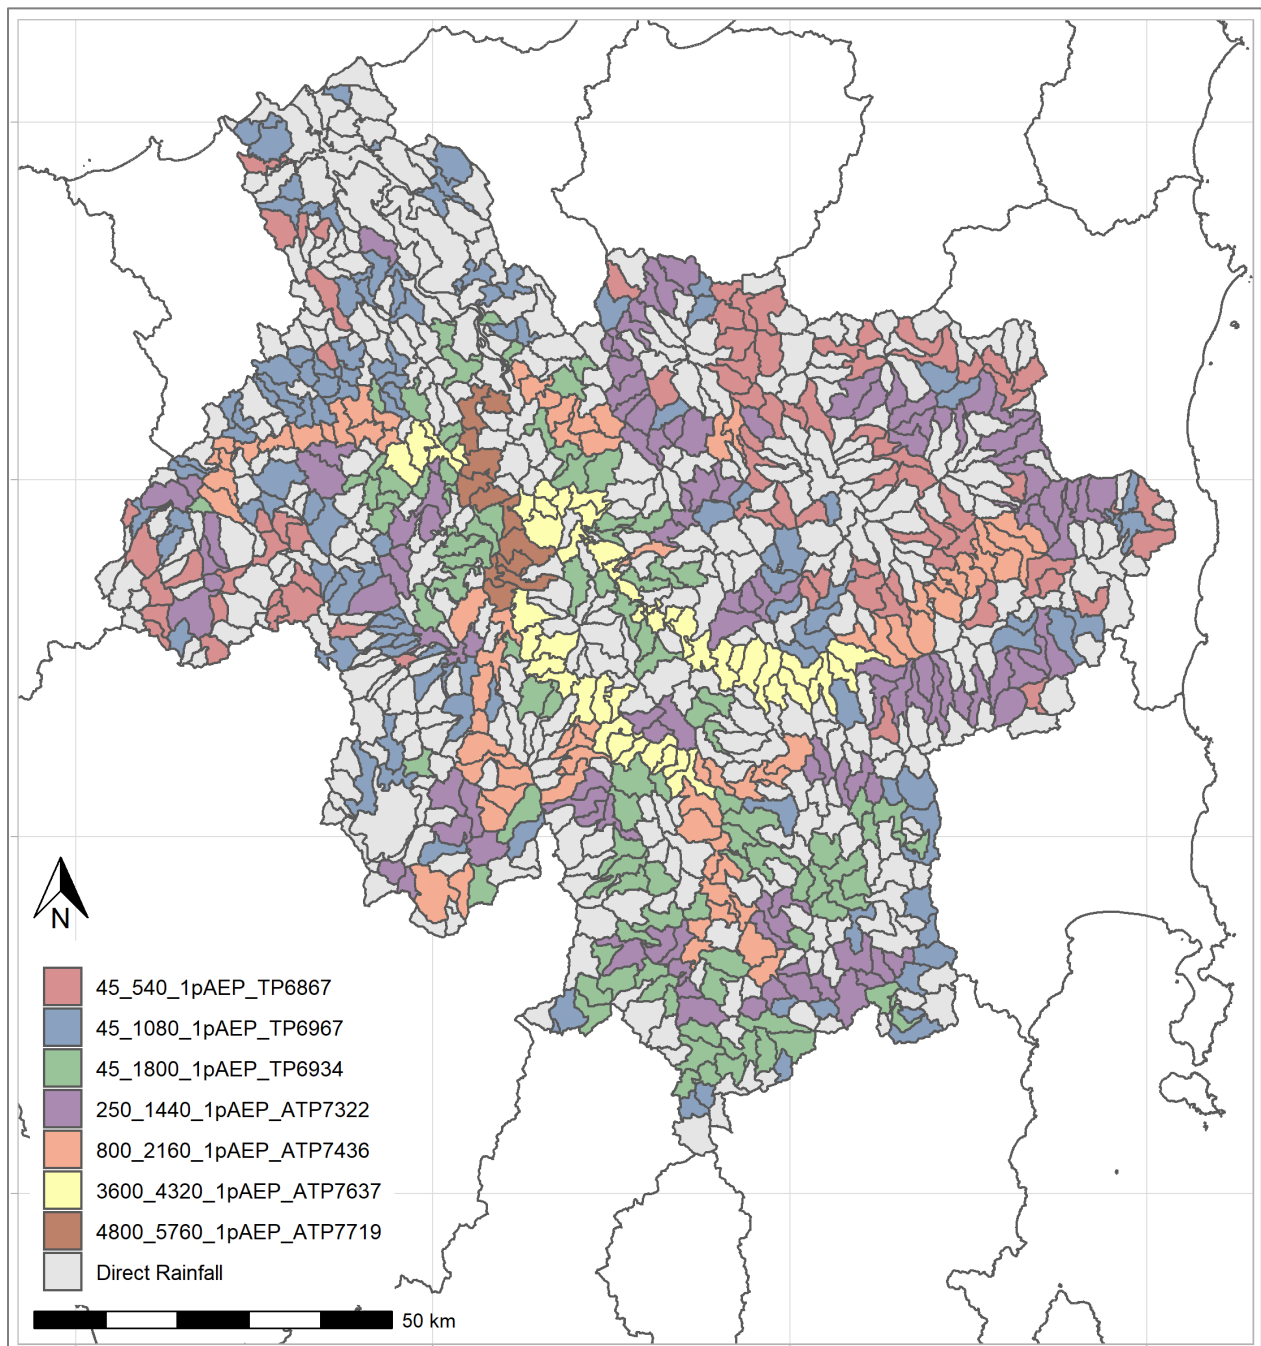 N
45_540_1pAEP_TP6867
45_1080_1pAEP_TP6967
45_1800_1pAEP_TP6934
250_1440_1pAEP_ATP7322
800_2160_1pAEP_ATP7436
3600_4320_1pAEP_ATP7637
4800_5760_1pAEP_ATP7719
Direct Rainfall
50 km